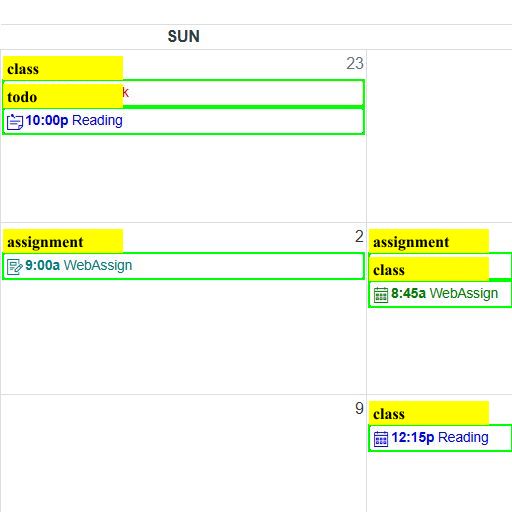 SUN
23
class
todo
10:00p Reading
2
assignment
9:00a WebAssign
assignment
class
8:45a WebAssign
9
class
12:15p Reading